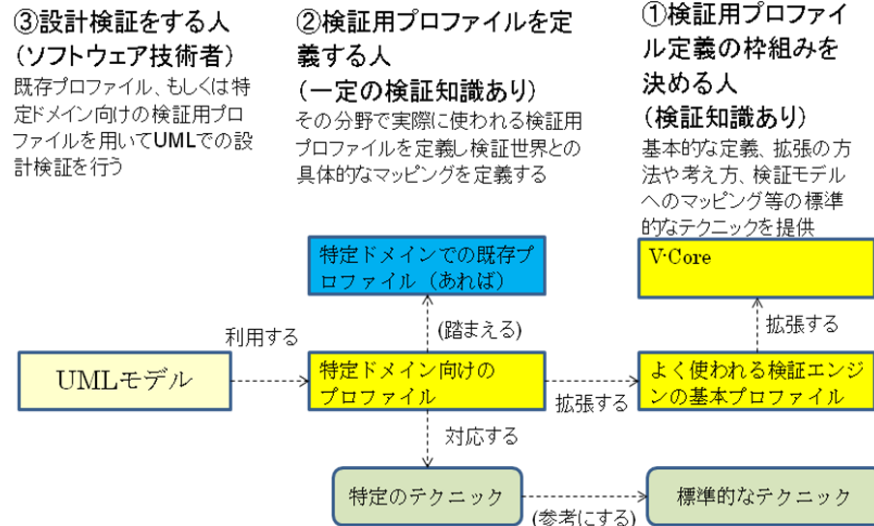 ③設計検証をする人
(ソフトウェア技術者)
既存プロファイル、もしくは特
定ドメイン向けの検証用プロ
ファイルを用いてUMLでの設
計検証を行う
②検証用プロファイルを定
義する人
(一定の検証知識あり)
その分野で実際に使われる検証用
プロファイルを定義し検証世界との
具体的なマッピングを定義する
①検証用プロファイ
ル定義の枠組みを
決める人
(検証知識あり)
基本的な定義、拡張の方
法や考え方、検証モデル
へのマッピング等の標準
的なテクニックを提供
特定ドメインでの既存プ
ロファイル（あれば）
V-Core
利用する
(踏まえる)
拡張する
UMLモデル
特定ドメイン向けの
プロファイル
拡張する
よく使われる検証エンジ
ンの基本プロファイル
対応する
特定のテクニック
(参考にする)
標準的なテクニック